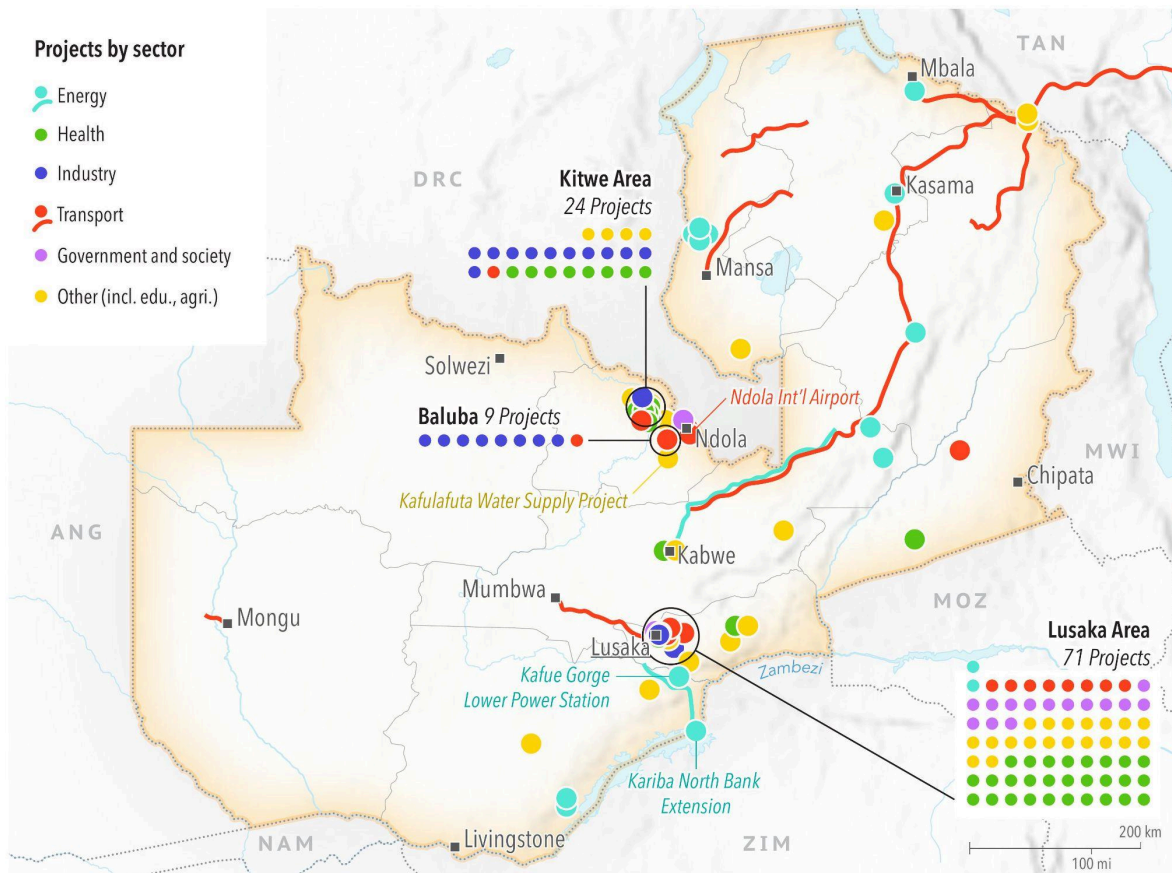 Projects by sector
Energy
Health
Industry
Transport
Government and society
Other (incl. edu., agri.)
TAN
Mbala
DRC
Kitwe Area
24 Projects
Kasama
Mansa
Solwezi
Ndola Int'l Airport
Baluba 9 Projects
Ndola
MWI
Kafulafuta Water Supply Project
Chipata
ANG
Kabwe
Mumbwa
MOZ
Mongu
Lusaka
Lusaka Area
71 Projects
Zambezi
Kafue Gorge
Lower Power Station
Kariba North Bank
Extension
NAM
Livingstone
ZIM
200 km
100 mi